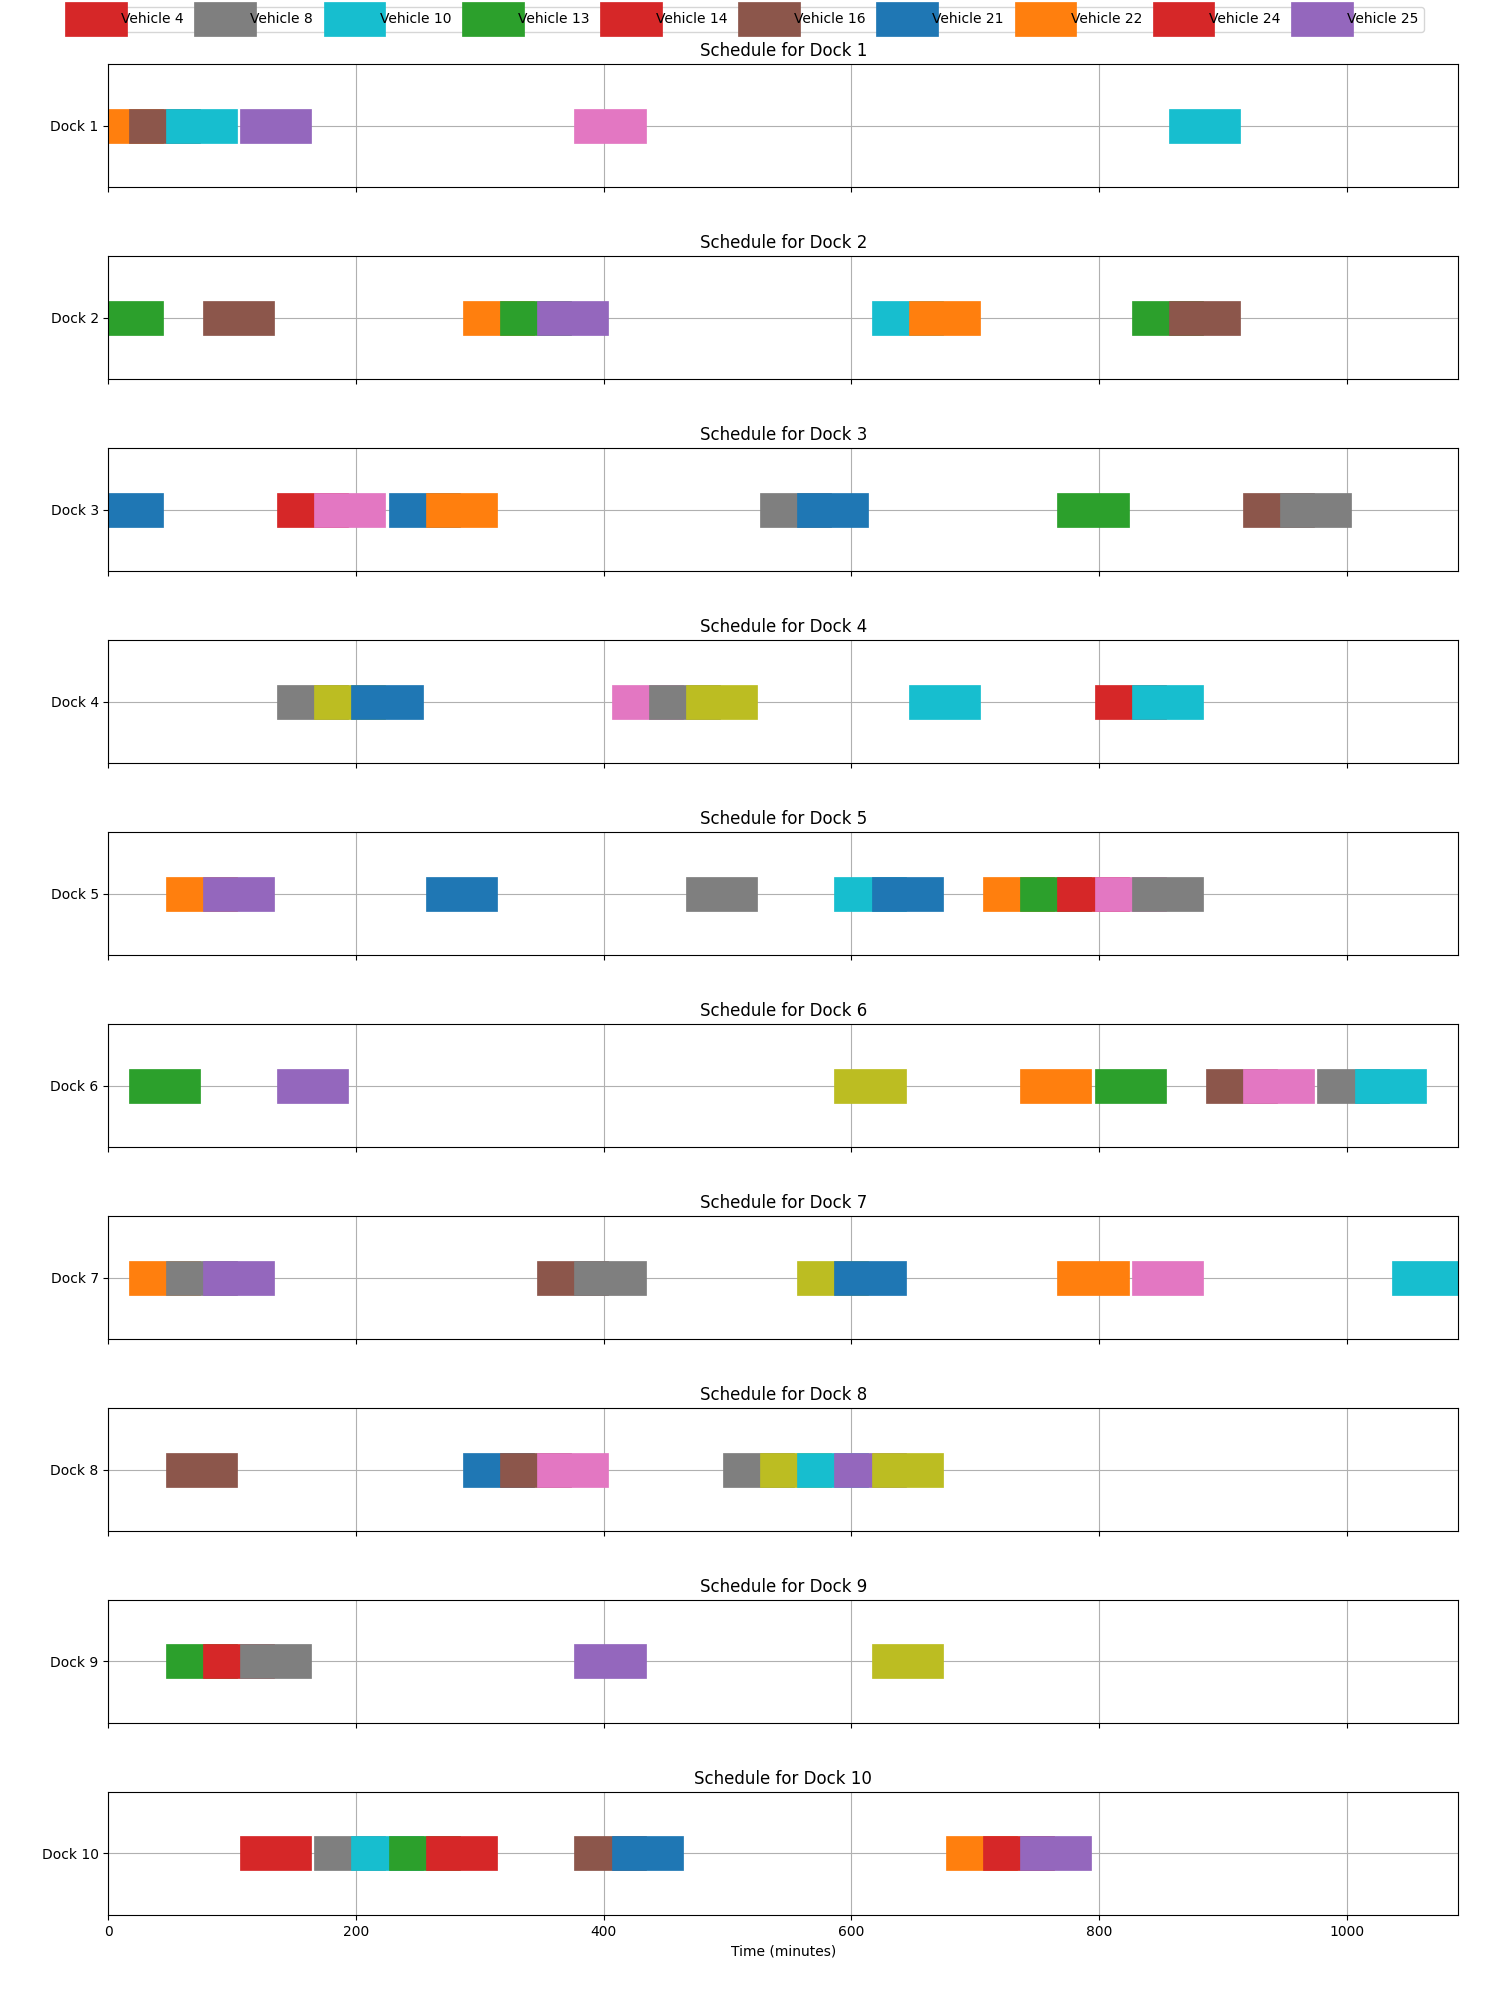 Vehicle 4 Vehicle 8 Vehicle 10 Vehicle 13 Vehicle 14 Vehicle 16 Vehicle 21 Vehicle 22 Vehicle 24 Vehicle 25
Schedule for Dock 1
Dock 1
Schedule for Dock 2
Dock 2
Schedule for Dock 3
Dock 3
Schedule for Dock 4
Dock 4
Schedule for Dock 5
Dock 5
Schedule for Dock 6
Dock 6
Schedule for Dock 7
Dock 7
Schedule for Dock 8
Dock 8
Schedule for Dock 9
Dock 9
Schedule for Dock 10
Dock 10
0 200 400 600 800 1000
Time (minutes)